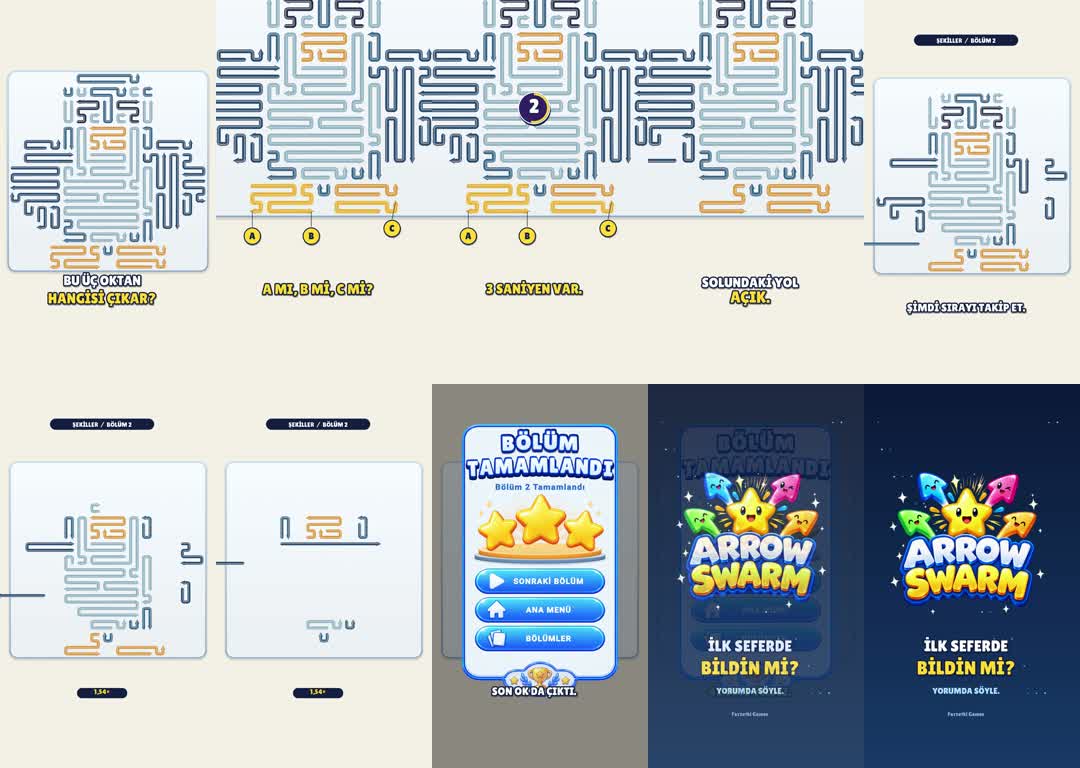 BU ÜÇ OKTAN
HANGİSİ ÇIKAR?
A
B
C
A MI, B Mİ, C Mİ?
2
A
B
C
3 SANİYEN VAR.
SOLUNDAKİ YOL
AÇIK.
ŞEKİLLER / BÖLÜM 2
ŞİMDİ SIRAYI TAKİP ET.
ŞEKİLLER / BÖLÜM 2
1,54×
ŞEKİLLER / BÖLÜM 2
1,54×
BÖLÜM
TAMAMLANDI
Bölüm 2 Tamamlandı
SONRAKİ BÖLÜM
ANA MENÜ
BÖLÜMLER
SON OK DA ÇIKTI.
BÖLÜM
TAMAMLANDI
ARROW
SWARM
İLK SEFERDE
BİLDİN Mİ?
YORUMDA SÖYLE.
ARROW
SWARM
İLK SEFERDE
BİLDİN Mİ?
YORUMDA SÖYLE.